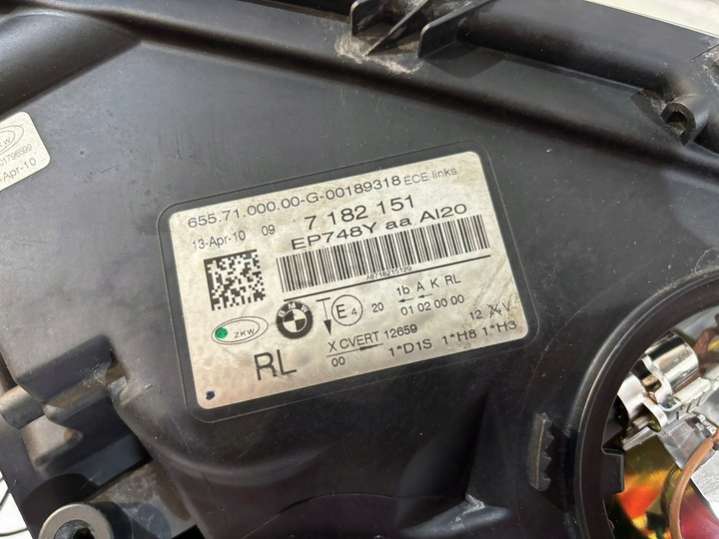 655.71.000.00-G-00189318 ECE links
13-Apr-10 09 7 182 151
EP748Y aa AI20
ZKW
BMW
E4 20 1b A K RL
01 02 00 00
12 V
X CVERT 12659
00 1*D1S 1*H8 1*H3
RL
Apr-10